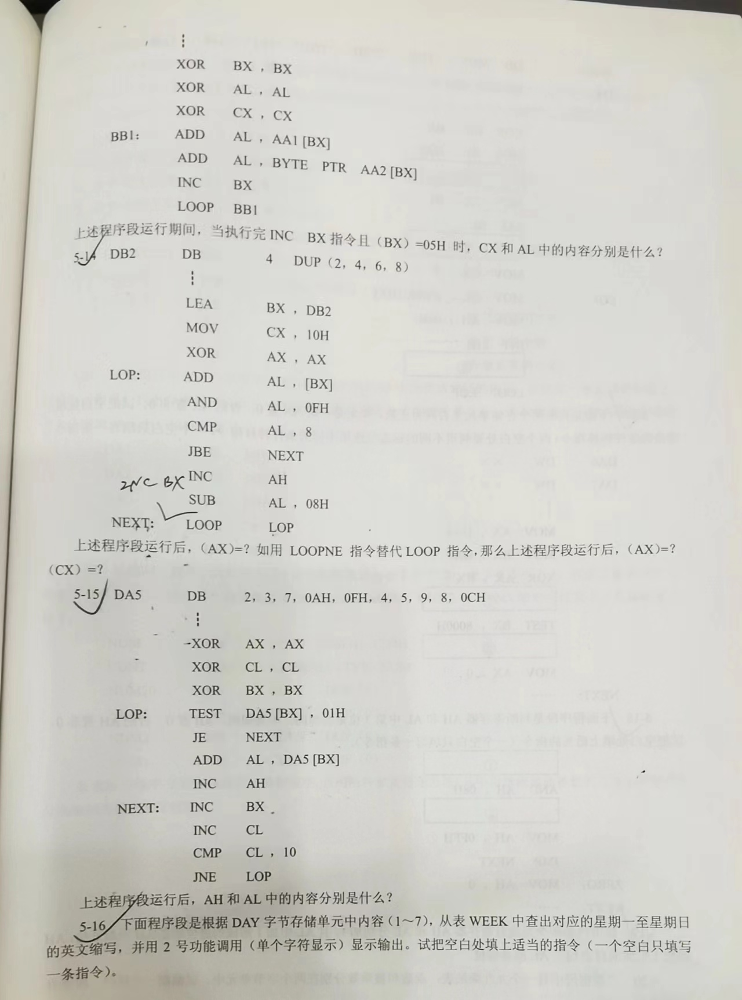 XOR BX , BX
XOR AL , AL
XOR CX , CX
BB1: ADD AL , AA1 [BX]
ADD AL , BYTE PTR AA2 [BX]
INC BX
LOOP BB1
上述程序段运行期间，当执行完 INC BX 指令且（BX）=05H 时，CX 和 AL 中的内容分别是什么？
5-14 DB2 DB 4 DUP（2，4，6，8）
LEA BX , DB2
MOV CX , 10H
XOR AX , AX
LOP: ADD AL , [BX]
AND AL , 0FH
CMP AL , 8
JBE NEXT
INC AH
INC BX
SUB AL , 08H
NEXT: LOOP LOP
上述程序段运行后，（AX)=？如用 LOOPNE 指令替代 LOOP 指令，那么上述程序段运行后，（AX)=？
（CX）=？
5-15 DA5 DB 2，3，7，0AH，0FH，4，5，9，8，0CH
XOR AX , AX
XOR CL , CL
XOR BX , BX
LOP: TEST DA5 [BX] , 01H
JE NEXT
ADD AL , DA5 [BX]
INC AH
NEXT: INC BX
INC CL
CMP CL , 10
JNE LOP
上述程序段运行后，AH 和 AL 中的内容分别是什么？
5-16 下面程序段是根据 DAY 字节存储单元中内容（1～7），从表 WEEK 中查出对应的星期一至星期日
的英文缩写，并用 2 号功能调用（单个字符显示）显示输出。试把空白处填上适当的指令（一个空白只填写
一条指令）。